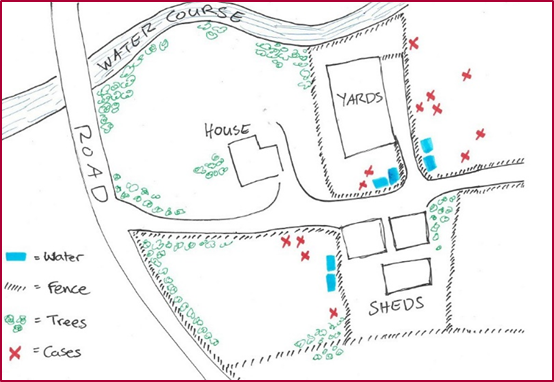 WATER COURSE
YARDS
HOUSE
ROAD
= Water
= Fence
= Trees
= Cases
SHEDS